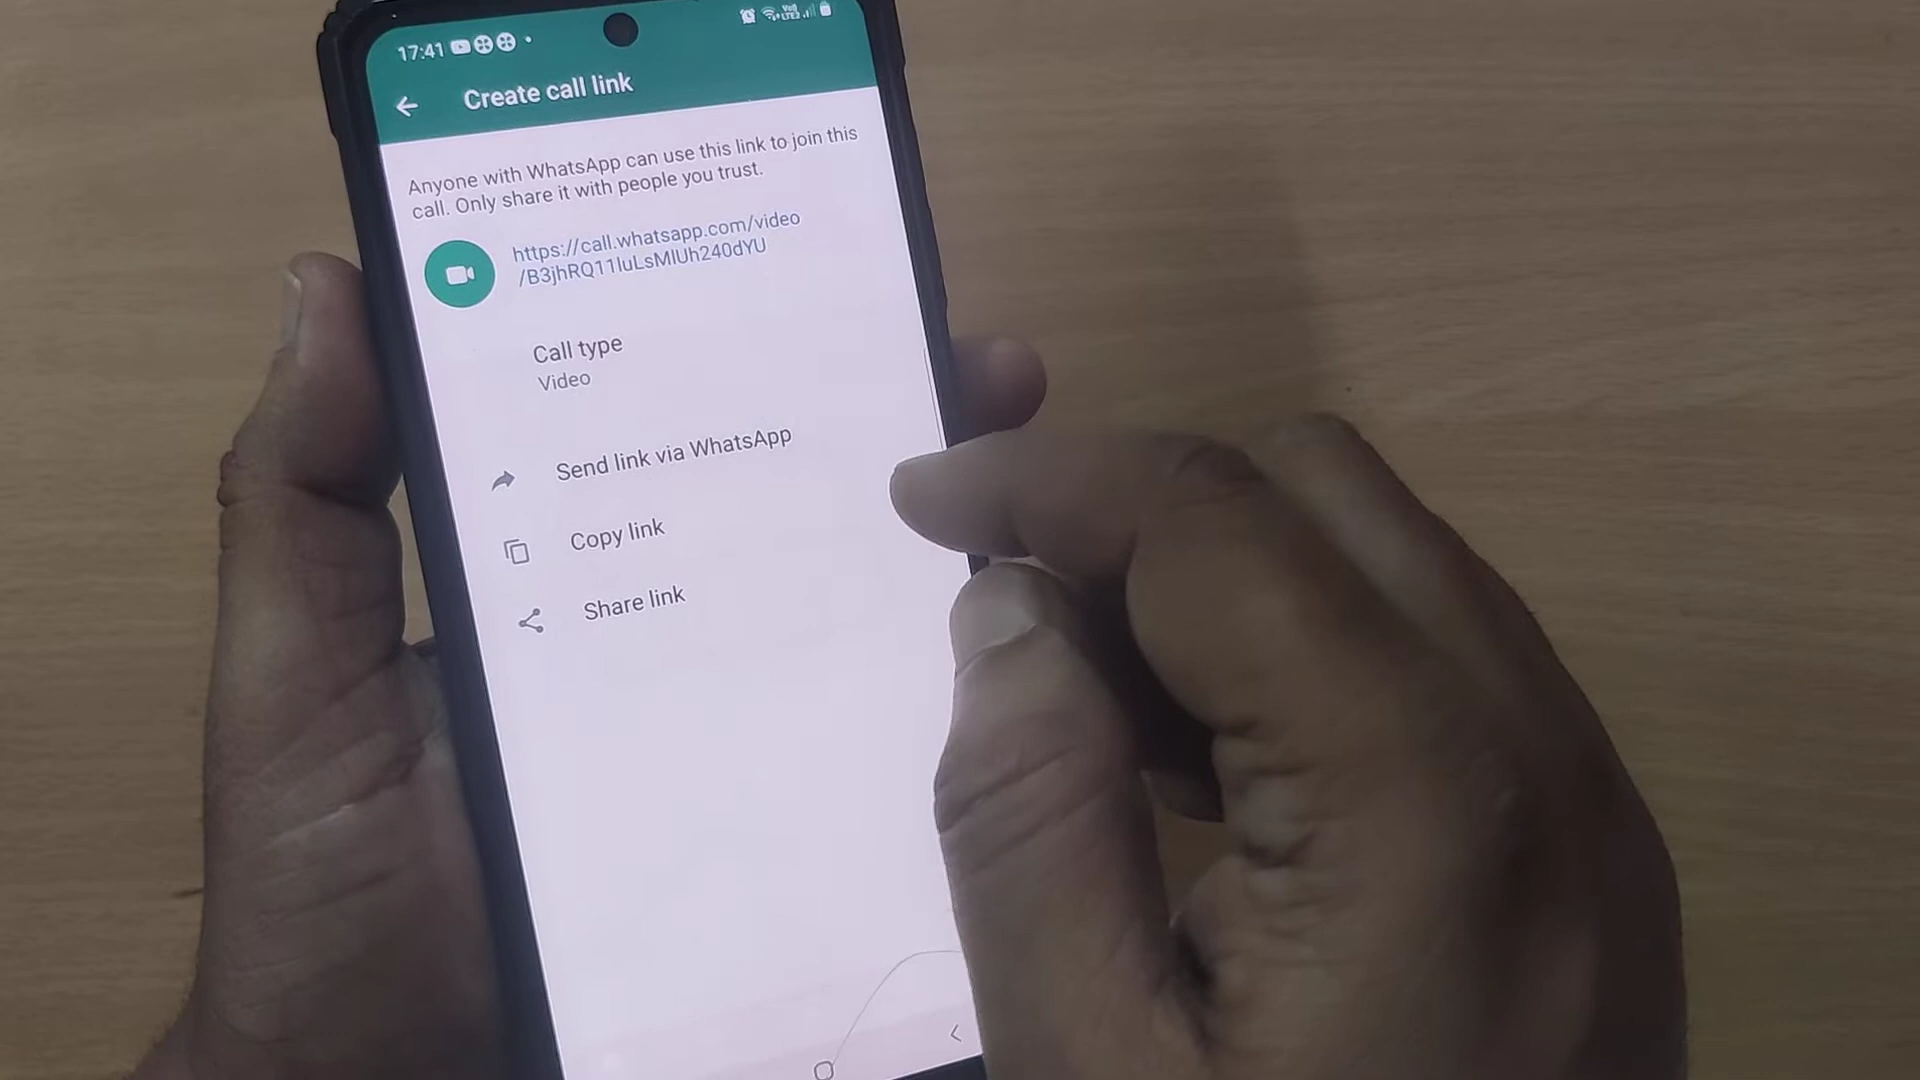 17:41
Vo)
LTE2
Create call link
Anyone with WhatsApp can use this link to join this
call. Only share it with people you trust.
https://call.whatsapp.com/video
/B3jhRQ11luLsMlUh240dYU
Call type
Video
Send link via WhatsApp
Copy link
Share link